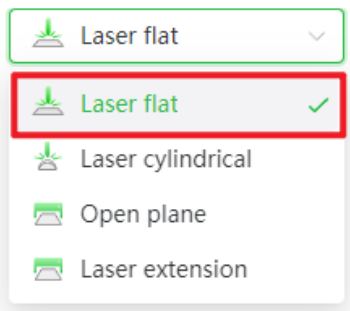 Laser flat
Laser flat
Laser cylindrical
Open plane
Laser extension